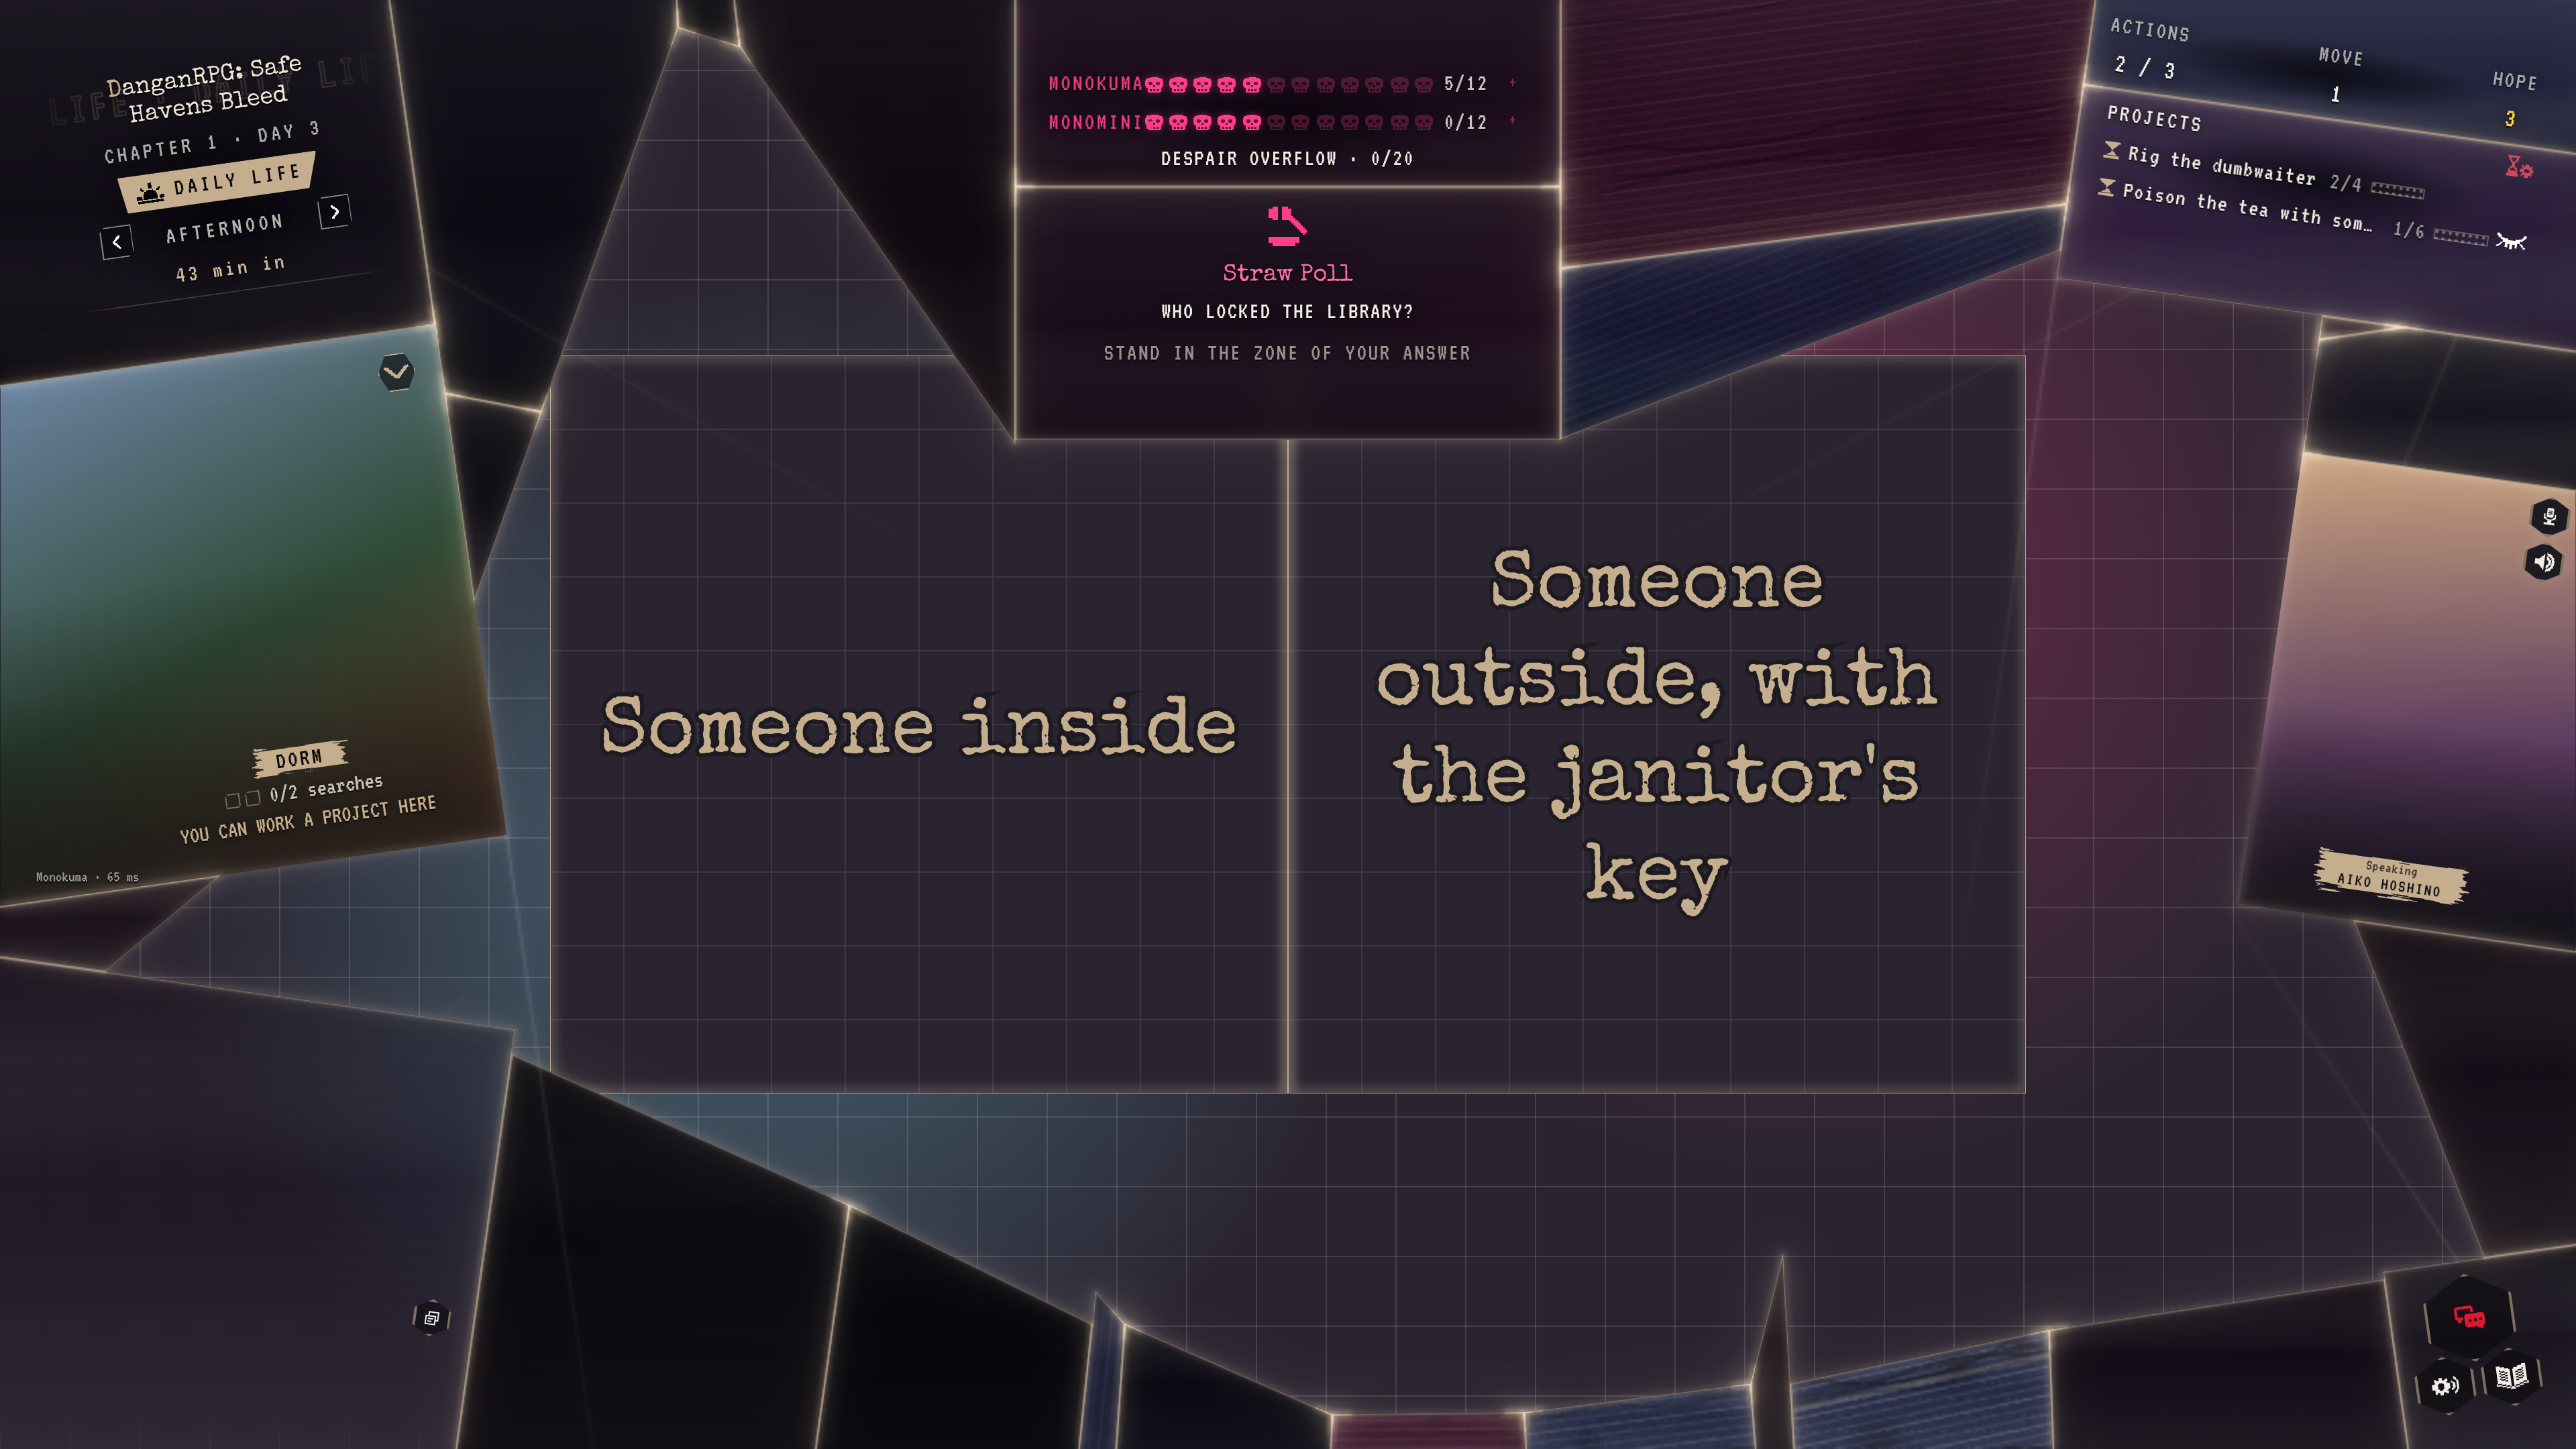 DanganRPG: Safe
Havens Bleed
CHAPTER 1 · DAY 3
DAILY LIFE
AFTERNOON
43 min in
MONOKUMA 5/12 +
MONOMINI 0/12 +
DESPAIR OVERFLOW · 0/20
Straw Poll
WHO LOCKED THE LIBRARY?
STAND IN THE ZONE OF YOUR ANSWER
ACTIONS
2 / 3
MOVE
1
HOPE
3
PROJECTS
Rig the dumbwaiter 2/4
Poison the tea with som… 1/6
Someone inside
Someone
outside, with
the janitor's
key
DORM
0/2 searches
YOU CAN WORK A PROJECT HERE
Monokuma · 65 ms
Speaking
AIKO HOSHINO